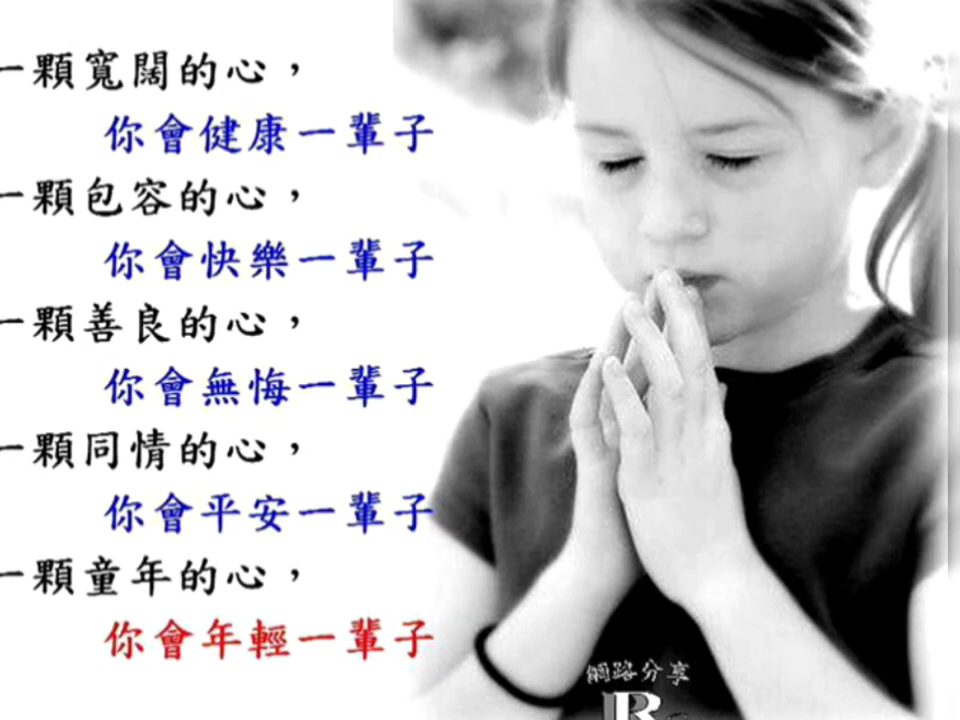 一顆寬闊的心，
你會健康一輩子
一顆包容的心，
你會快樂一輩子
一顆善良的心，
你會無悔一輩子
一顆同情的心，
你會平安一輩子
一顆童年的心，
你會年輕一輩子
網路分享